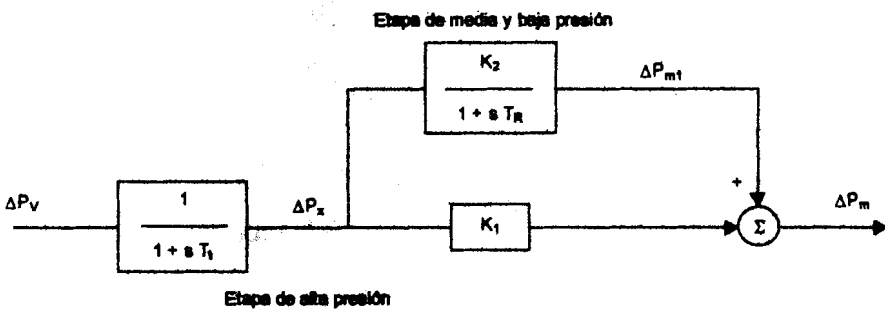 Etapa de media y baja presión
K₂
1 + s T_R
ΔP_m1
ΔP_V
1
1 + s T_t
ΔP_x
K₁
+
Σ
ΔP_m
Etapa de alta presión